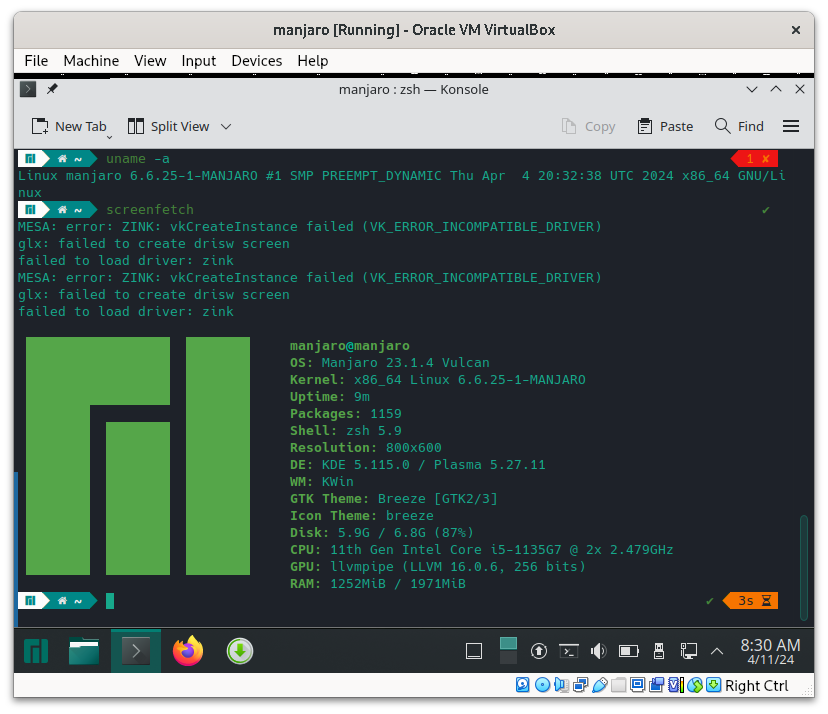 manjaro [Running] - Oracle VM VirtualBox
File Machine View Input Devices Help
manjaro : zsh — Konsole
New Tab Split View Copy Paste Find
~ uname -a 1 ✘
Linux manjaro 6.6.25-1-MANJARO #1 SMP PREEMPT_DYNAMIC Thu Apr  4 20:32:38 UTC 2024 x86_64 GNU/Li
nux
~ screenfetch ✔
MESA: error: ZINK: vkCreateInstance failed (VK_ERROR_INCOMPATIBLE_DRIVER)
glx: failed to create drisw screen
failed to load driver: zink
MESA: error: ZINK: vkCreateInstance failed (VK_ERROR_INCOMPATIBLE_DRIVER)
glx: failed to create drisw screen
failed to load driver: zink
manjaro@manjaro
OS: Manjaro 23.1.4 Vulcan
Kernel: x86_64 Linux 6.6.25-1-MANJARO
Uptime: 9m
Packages: 1159
Shell: zsh 5.9
Resolution: 800x600
DE: KDE 5.115.0 / Plasma 5.27.11
WM: KWin
GTK Theme: Breeze [GTK2/3]
Icon Theme: breeze
Disk: 5.9G / 6.8G (87%)
CPU: 11th Gen Intel Core i5-1135G7 @ 2x 2.479GHz
GPU: llvmpipe (LLVM 16.0.6, 256 bits)
RAM: 1252MiB / 1971MiB
~ ✔ 3s
8:30 AM
4/11/24
Right Ctrl